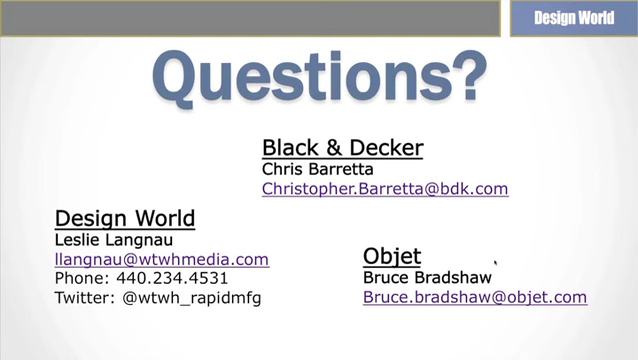 Design World
Questions?
Black & Decker
Chris Barretta
Christopher.Barretta@bdk.com
Design World
Leslie Langnau
llangnau@wtwhmedia.com
Phone: 440.234.4531
Twitter: @wtwh_rapidmfg
Objet
Bruce Bradshaw
Bruce.bradshaw@objet.com